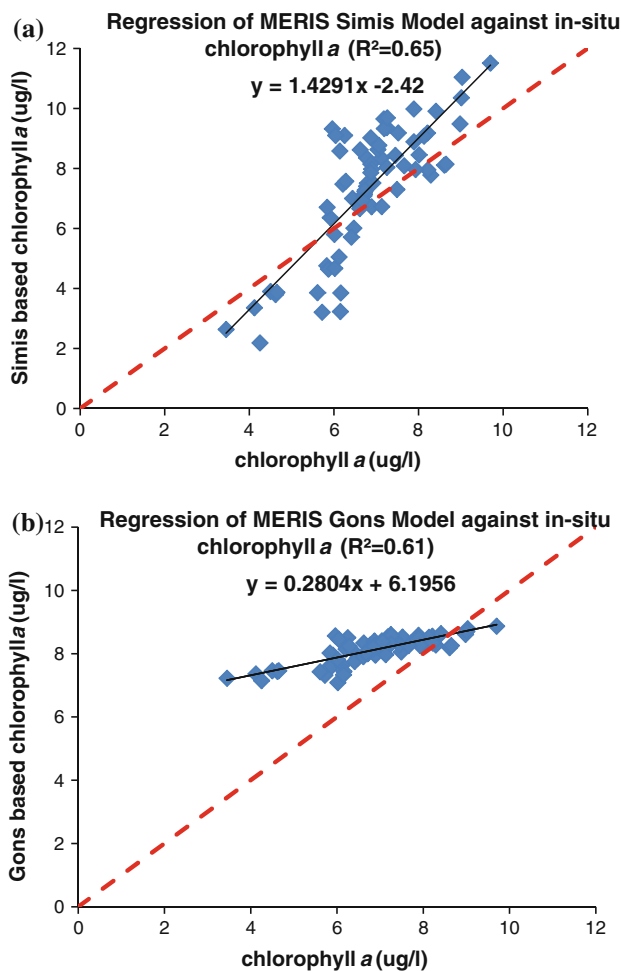 (a) Regression of MERIS Simis Model against in-situ
chlorophyll a (R²=0.65)
y = 1.4291x -2.42
Simis based chlorophyll a (ug/l)
12
10
8
6
4
2
0
0 2 4 6 8 10 12
chlorophyll a (ug/l)
(b) Regression of MERIS Gons Model against in-situ
chlorophyll a (R²=0.61)
y = 0.2804x + 6.1956
Gons based chlorophyll a (ug/l)
12
10
8
6
4
2
0
0 2 4 6 8 10 12
chlorophyll a (ug/l)